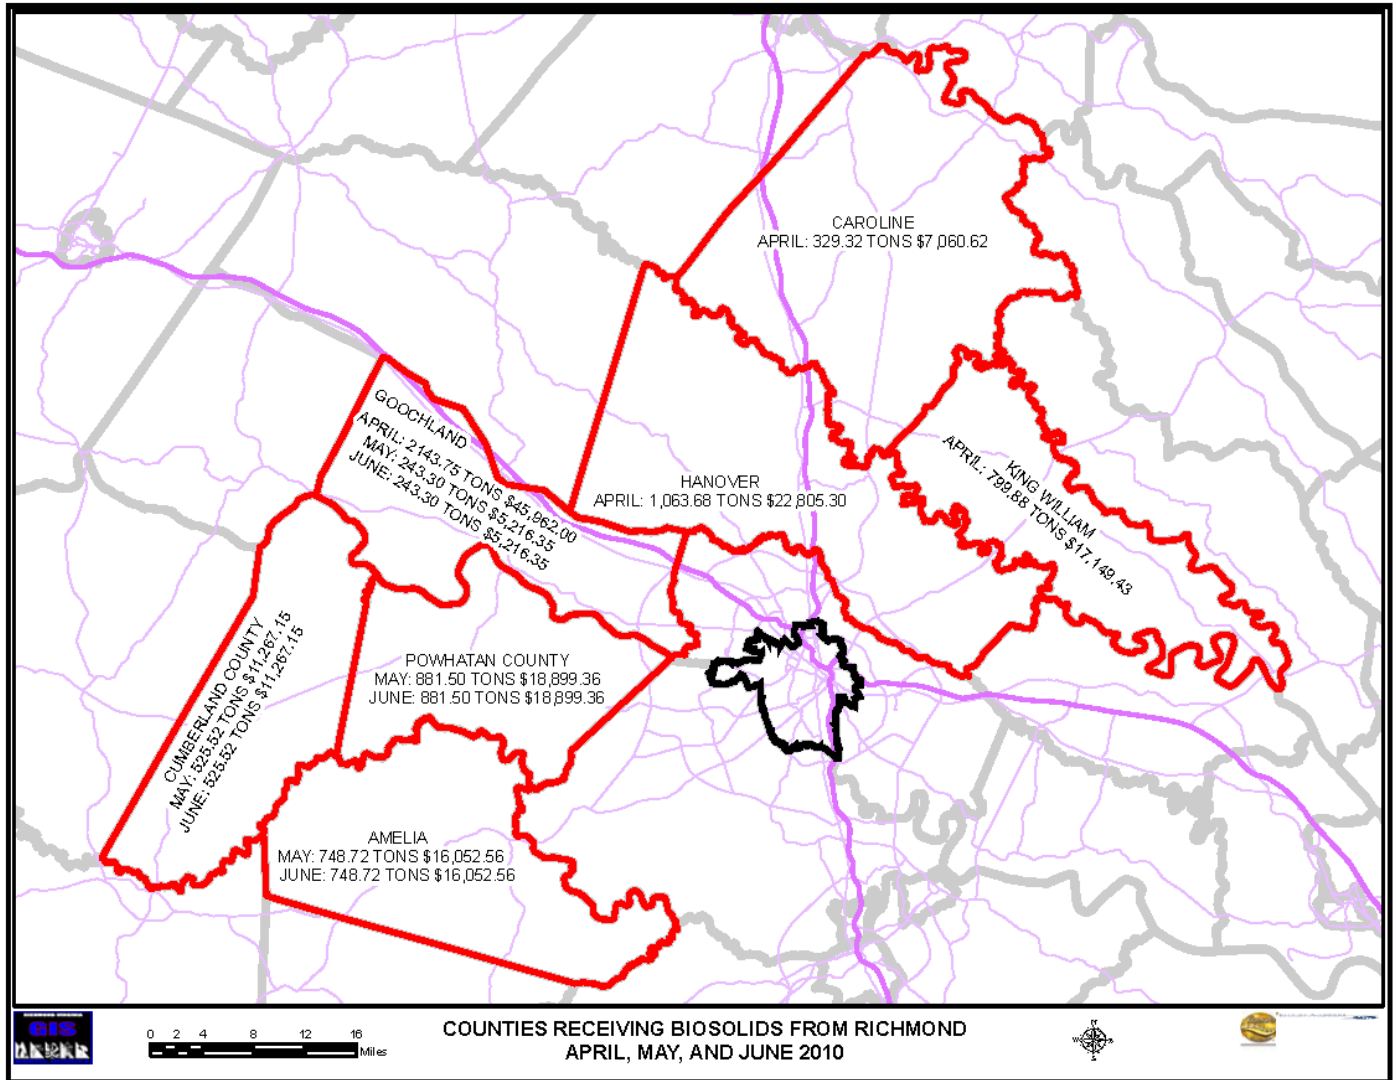 CAROLINE
APRIL: 329.32 TONS $7,060.62
GOOCHLAND
APRIL: 2143.75 TONS $45,962.00
MAY: 243.30 TONS $5,216.35
JUNE: 243.30 TONS $5,216.35
HANOVER
APRIL: 1,063.68 TONS $22,805.30
KING WILLIAM
APRIL: 799.88 TONS $17,149.43
CUMBERLAND COUNTY
MAY: 525.52 TONS $11,267.15
JUNE: 525.52 TONS $11,267.15
POWHATAN COUNTY
MAY: 881.50 TONS $18,899.36
JUNE: 881.50 TONS $18,899.36
AMELIA
MAY: 748.72 TONS $16,052.56
JUNE: 748.72 TONS $16,052.56
GIS
0 2 4 8 12 16
Miles
COUNTIES RECEIVING BIOSOLIDS FROM RICHMOND
APRIL, MAY, AND JUNE 2010